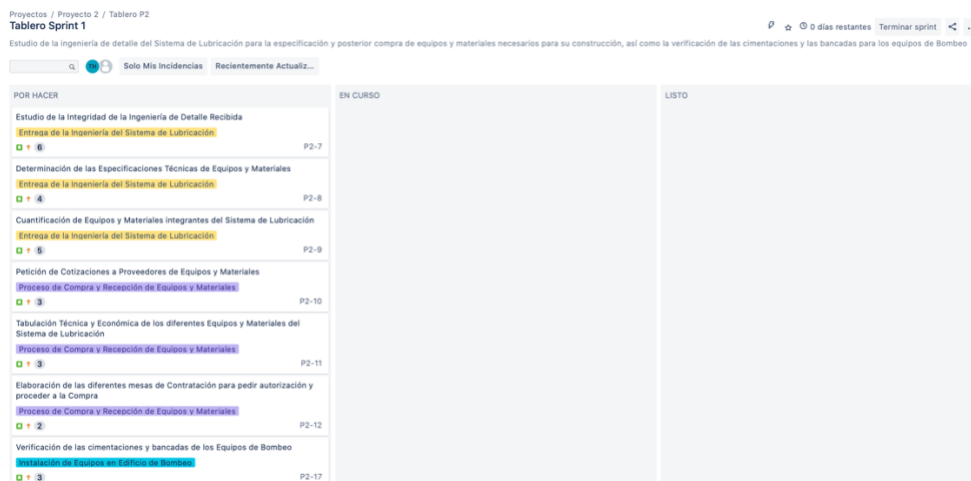 Proyectos / Proyecto 2 / Tablero P2
Tablero Sprint 1
0 días restantes
Terminar sprint
Estudio de la ingeniería de detalle del Sistema de Lubricación para la especificación y posterior compra de equipos y materiales necesarios para su construcción, así como la verificación de las cimentaciones y las bancadas para los equipos de Bombeo
TH
Solo Mis Incidencias
Recientemente Actualiz...
POR HACER
Estudio de la Integridad de la Ingeniería de Detalle Recibida
Entrega de la Ingeniería del Sistema de Lubricación
6
P2-7
Determinación de las Especificaciones Técnicas de Equipos y Materiales
Entrega de la Ingeniería del Sistema de Lubricación
4
P2-8
Cuantificación de Equipos y Materiales integrantes del Sistema de Lubricación
Entrega de la Ingeniería del Sistema de Lubricación
5
P2-9
Petición de Cotizaciones a Proveedores de Equipos y Materiales
Proceso de Compra y Recepción de Equipos y Materiales
3
P2-10
Tabulación Técnica y Económica de los diferentes Equipos y Materiales del
Sistema de Lubricación
Proceso de Compra y Recepción de Equipos y Materiales
3
P2-11
Elaboración de las diferentes mesas de Contratación para pedir autorización y
proceder a la Compra
Proceso de Compra y Recepción de Equipos y Materiales
2
P2-12
Verificación de las cimentaciones y bancadas de los Equipos de Bombeo
Instalación de Equipos en Edificio de Bombeo
3
P2-17
EN CURSO
LISTO